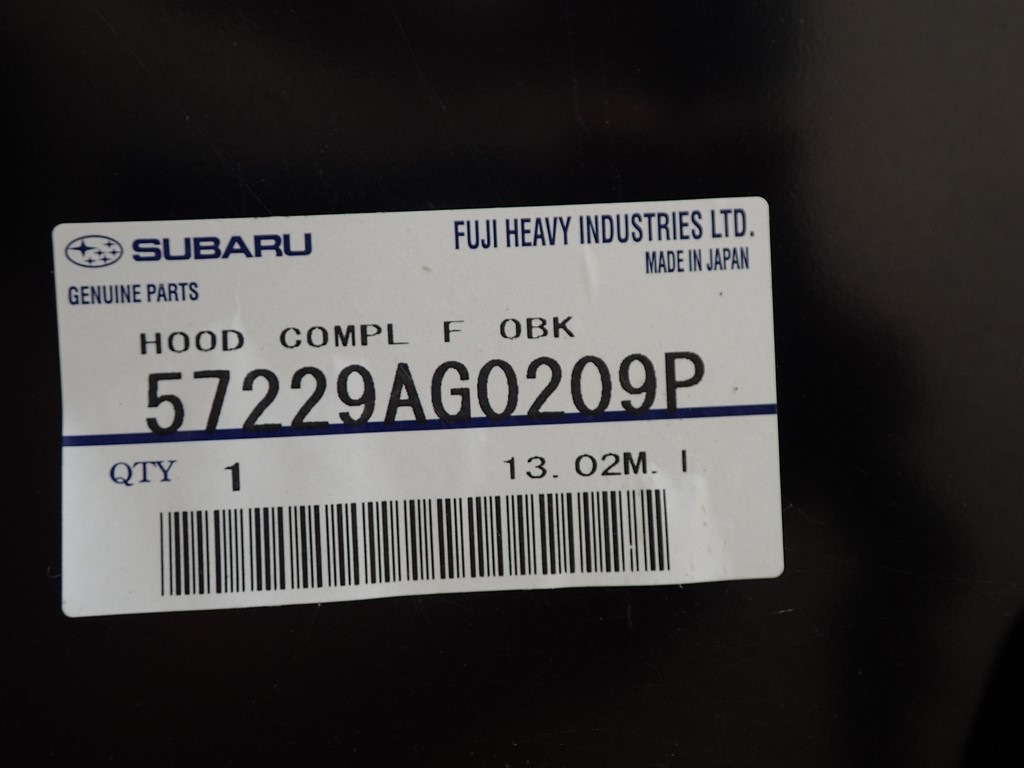 SUBARU
FUJI HEAVY INDUSTRIES LTD.
MADE IN JAPAN
GENUINE PARTS
HOOD COMPL F OBK
57229AG0209P
QTY 1
13. 02M. I